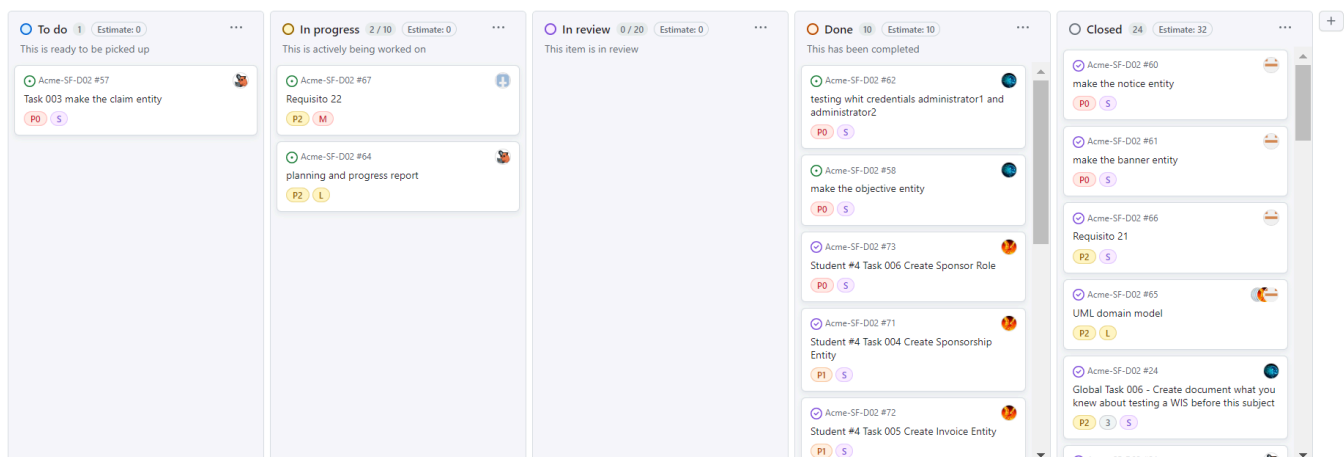 To do 1 Estimate: 0 ...
This is ready to be picked up
Acme-SF-D02 #57
Task 003 make the claim entity
P0 S
In progress 2 / 10 Estimate: 0 ...
This is actively being worked on
Acme-SF-D02 #67
Requisito 22
P2 M
Acme-SF-D02 #64
planning and progress report
P2 L
In review 0 / 20 Estimate: 0 ...
This item is in review
Done 10 Estimate: 10 ...
This has been completed
Acme-SF-D02 #62
testing whit credentials administrator1 and
administrator2
P0 S
Acme-SF-D02 #58
make the objective entity
P0 S
Acme-SF-D02 #73
Student #4 Task 006 Create Sponsor Role
P0 S
Acme-SF-D02 #71
Student #4 Task 004 Create Sponsorship
Entity
P1 S
Acme-SF-D02 #72
Student #4 Task 005 Create Invoice Entity
P1 S
Closed 24 Estimate: 32 ...
Acme-SF-D02 #60
make the notice entity
P0 S
Acme-SF-D02 #61
make the banner entity
P0 S
Acme-SF-D02 #66
Requisito 21
P2 S
Acme-SF-D02 #65
UML domain model
P2 L
Acme-SF-D02 #24
Global Task 006 - Create document what you
knew about testing a WIS before this subject
P2 3 S
+